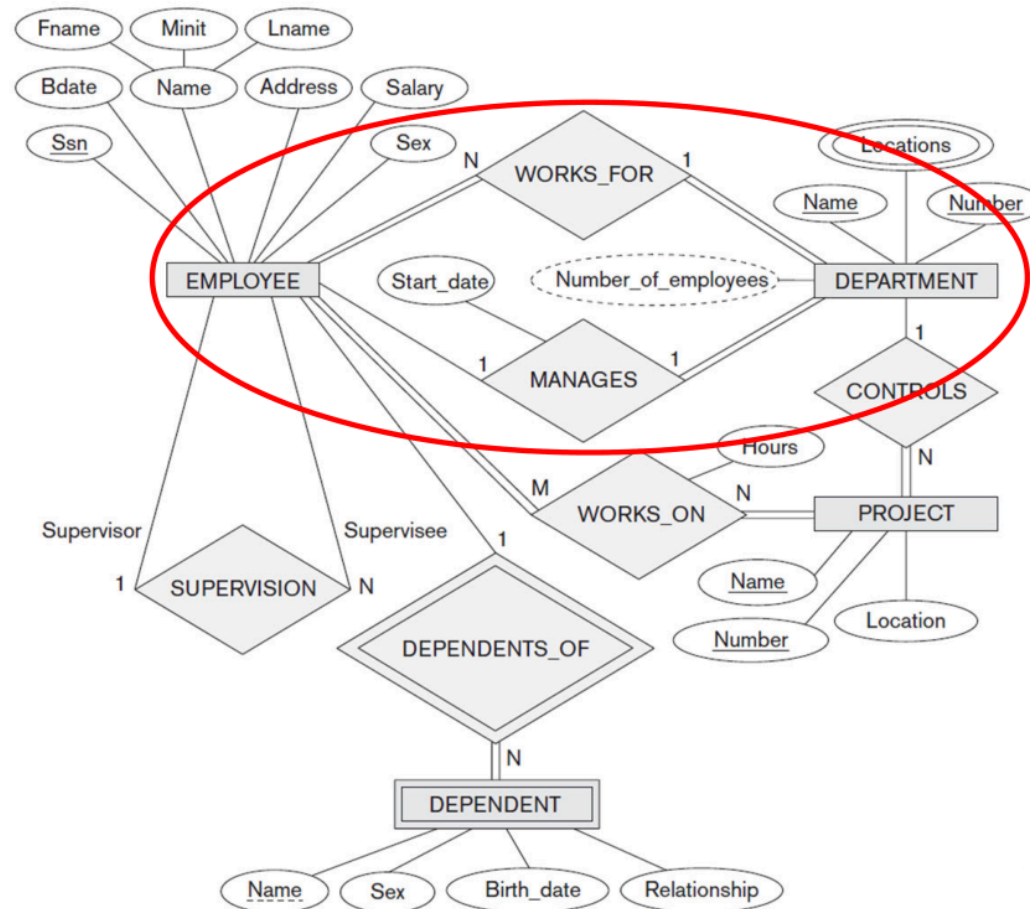 Fname Minit Lname
Bdate Name Address Salary
Ssn Sex
N WORKS_FOR 1
Locations
Name Number
EMPLOYEE Start_date Number_of_employees DEPARTMENT
1 MANAGES 1
1
CONTROLS
N
Hours
M WORKS_ON N PROJECT
Supervisor Supervisee
1 SUPERVISION N
1
Name
Number Location
DEPENDENTS_OF
N
DEPENDENT
Name Sex Birth_date Relationship